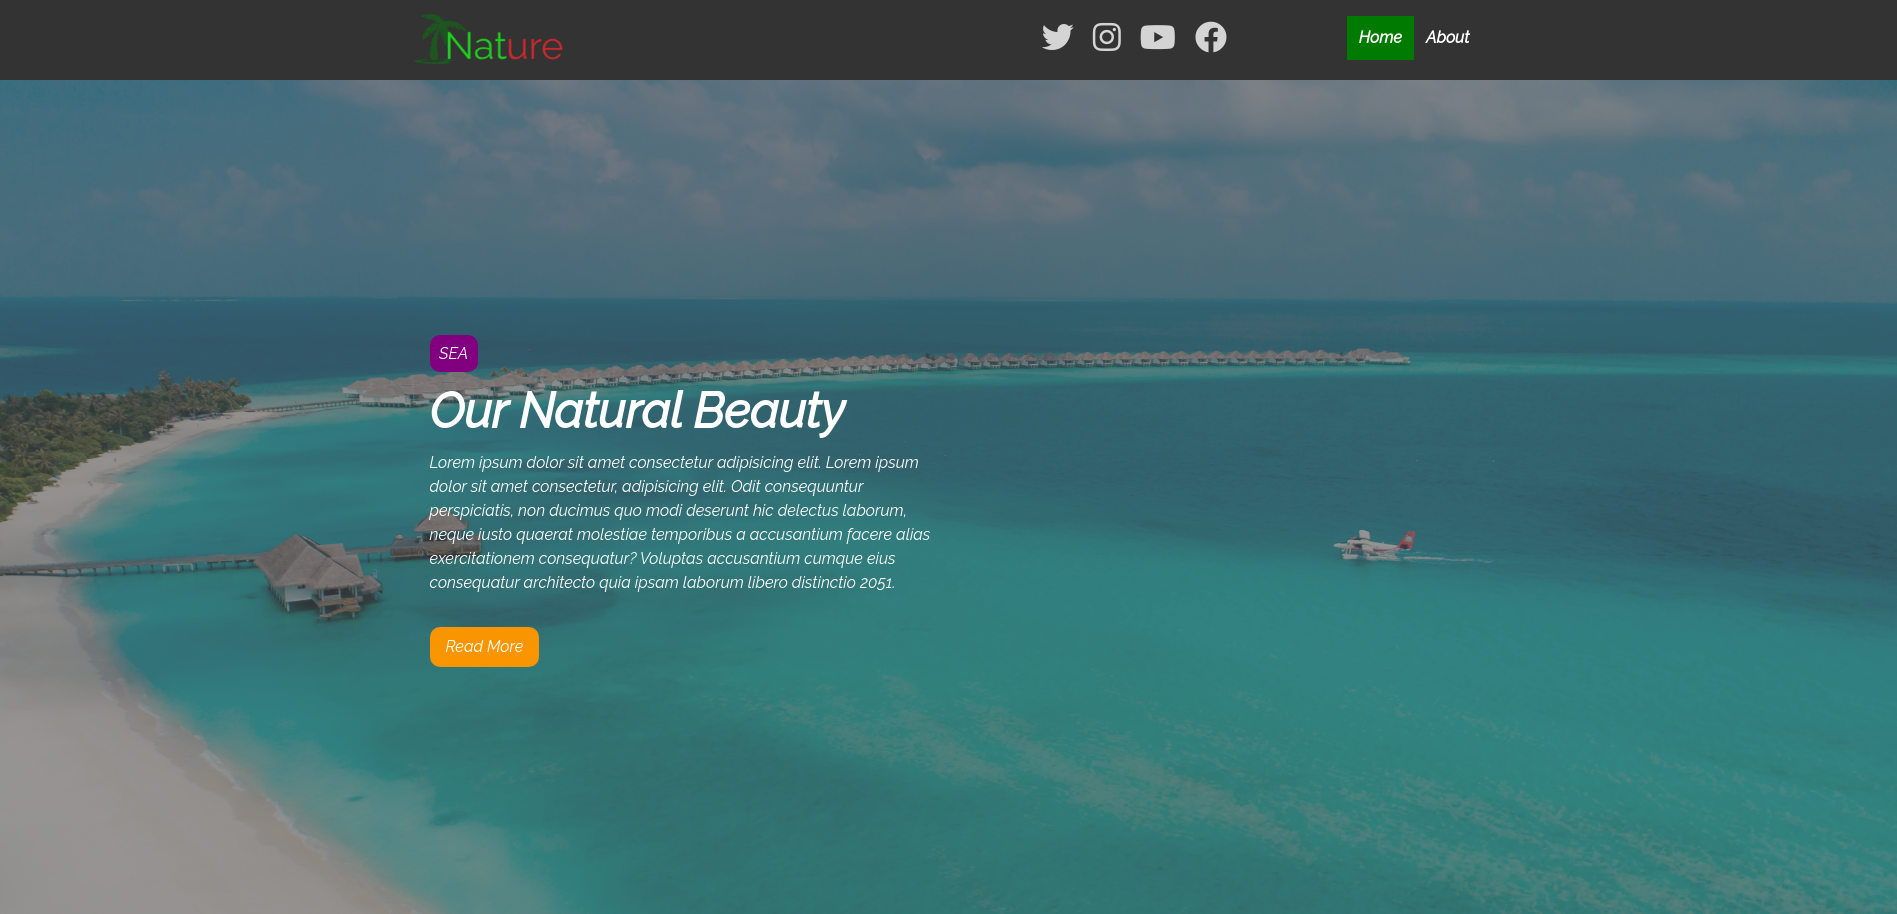 Nature
Home
About
SEA
Our Natural Beauty
Lorem ipsum dolor sit amet consectetur adipisicing elit. Lorem ipsum
dolor sit amet consectetur, adipisicing elit. Odit consequuntur
perspiciatis, non ducimus quo modi deserunt hic delectus laborum,
neque iusto quaerat molestiae temporibus a accusantium facere alias
exercitationem consequatur? Voluptas accusantium cumque eius
consequatur architecto quia ipsam laborum libero distinctio 2051.
Read More